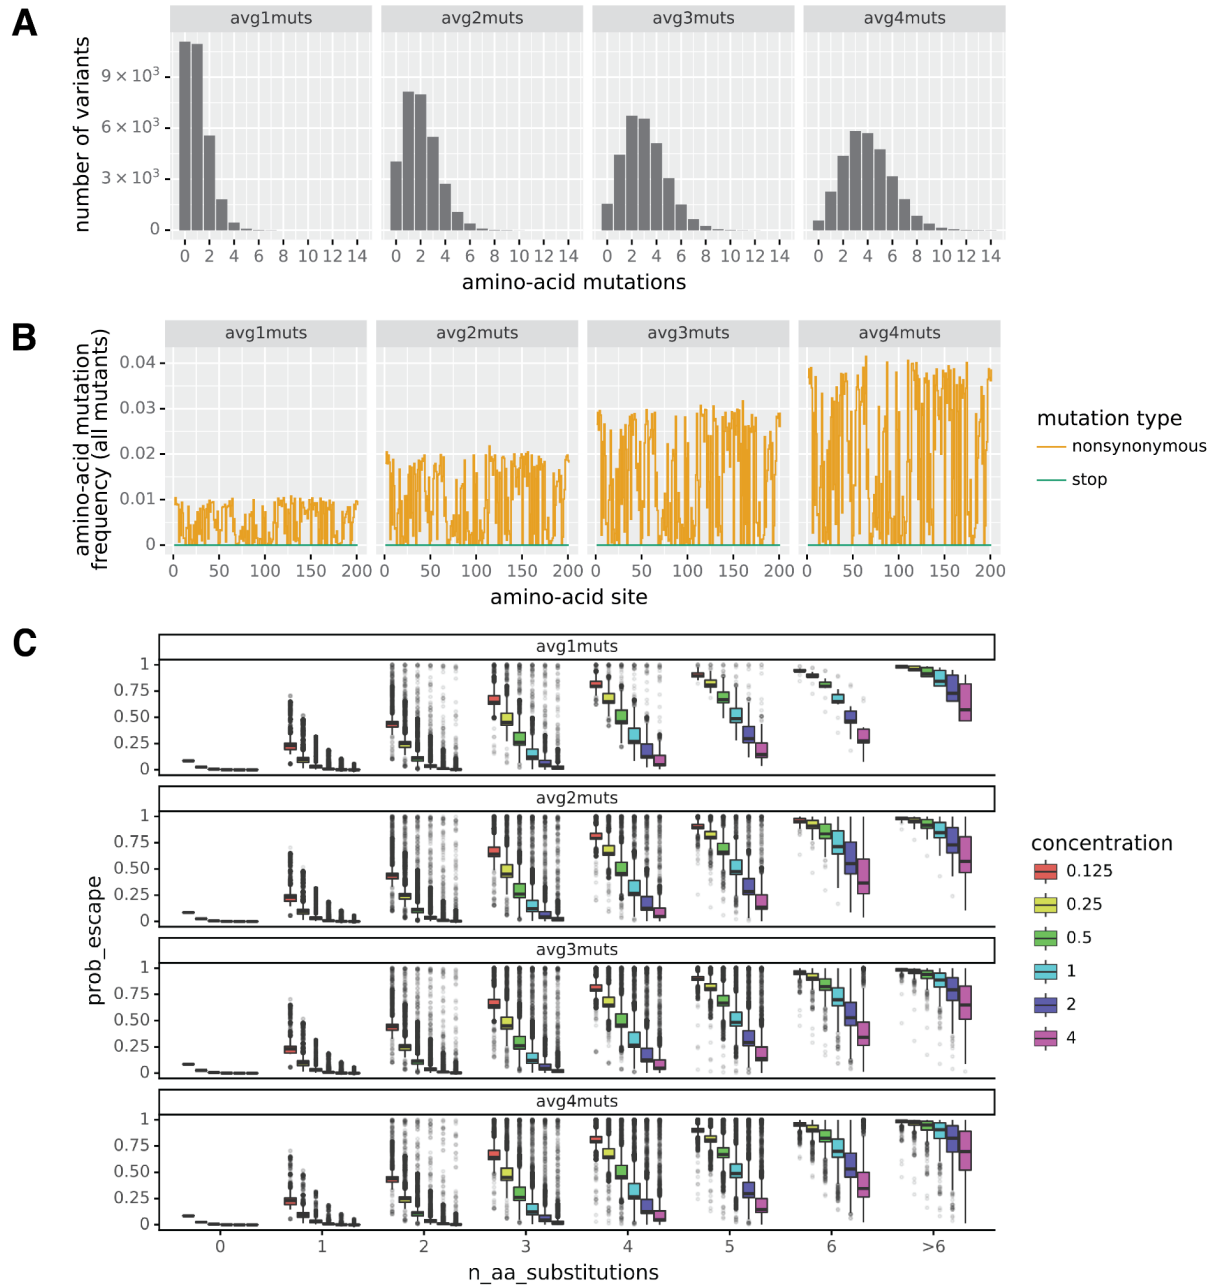 A
avg1muts avg2muts avg3muts avg4muts
number of variants
9 × 10³
6 × 10³
3 × 10³
0
0 2 4 6 8 10 12 14 0 2 4 6 8 10 12 14 0 2 4 6 8 10 12 14 0 2 4 6 8 10 12 14
amino-acid mutations
B
avg1muts avg2muts avg3muts avg4muts
amino-acid mutation
frequency (all mutants)
0.04
0.03
0.02
0.01
0
0 50 100 150 200 0 50 100 150 200 0 50 100 150 200 0 50 100 150 200
amino-acid site
mutation type
nonsynonymous
stop
C
prob_escape
avg1muts
1
0.75
0.50
0.25
0
avg2muts
1
0.75
0.50
0.25
0
avg3muts
1
0.75
0.50
0.25
0
avg4muts
1
0.75
0.50
0.25
0
0 1 2 3 4 5 6 >6
n_aa_substitutions
concentration
0.125
0.25
0.5
1
2
4